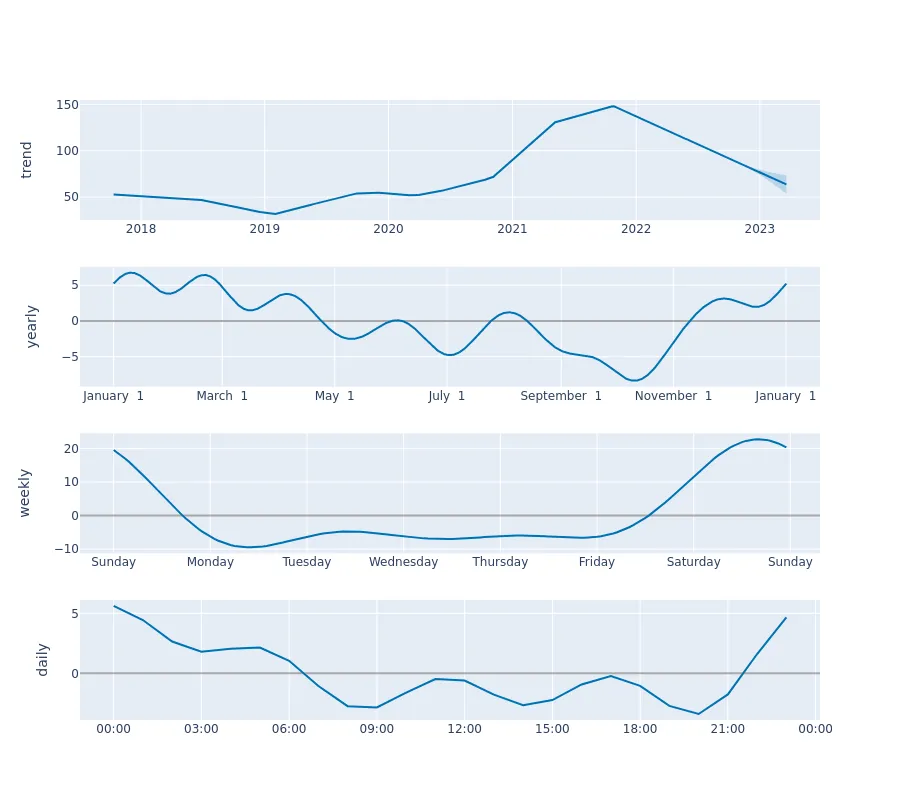 trend
150
100
50
2018 2019 2020 2021 2022 2023
yearly
5
0
−5
January 1 March 1 May 1 July 1 September 1 November 1 January 1
weekly
20
10
0
−10
Sunday Monday Tuesday Wednesday Thursday Friday Saturday Sunday
daily
5
0
00:00 03:00 06:00 09:00 12:00 15:00 18:00 21:00 00:00